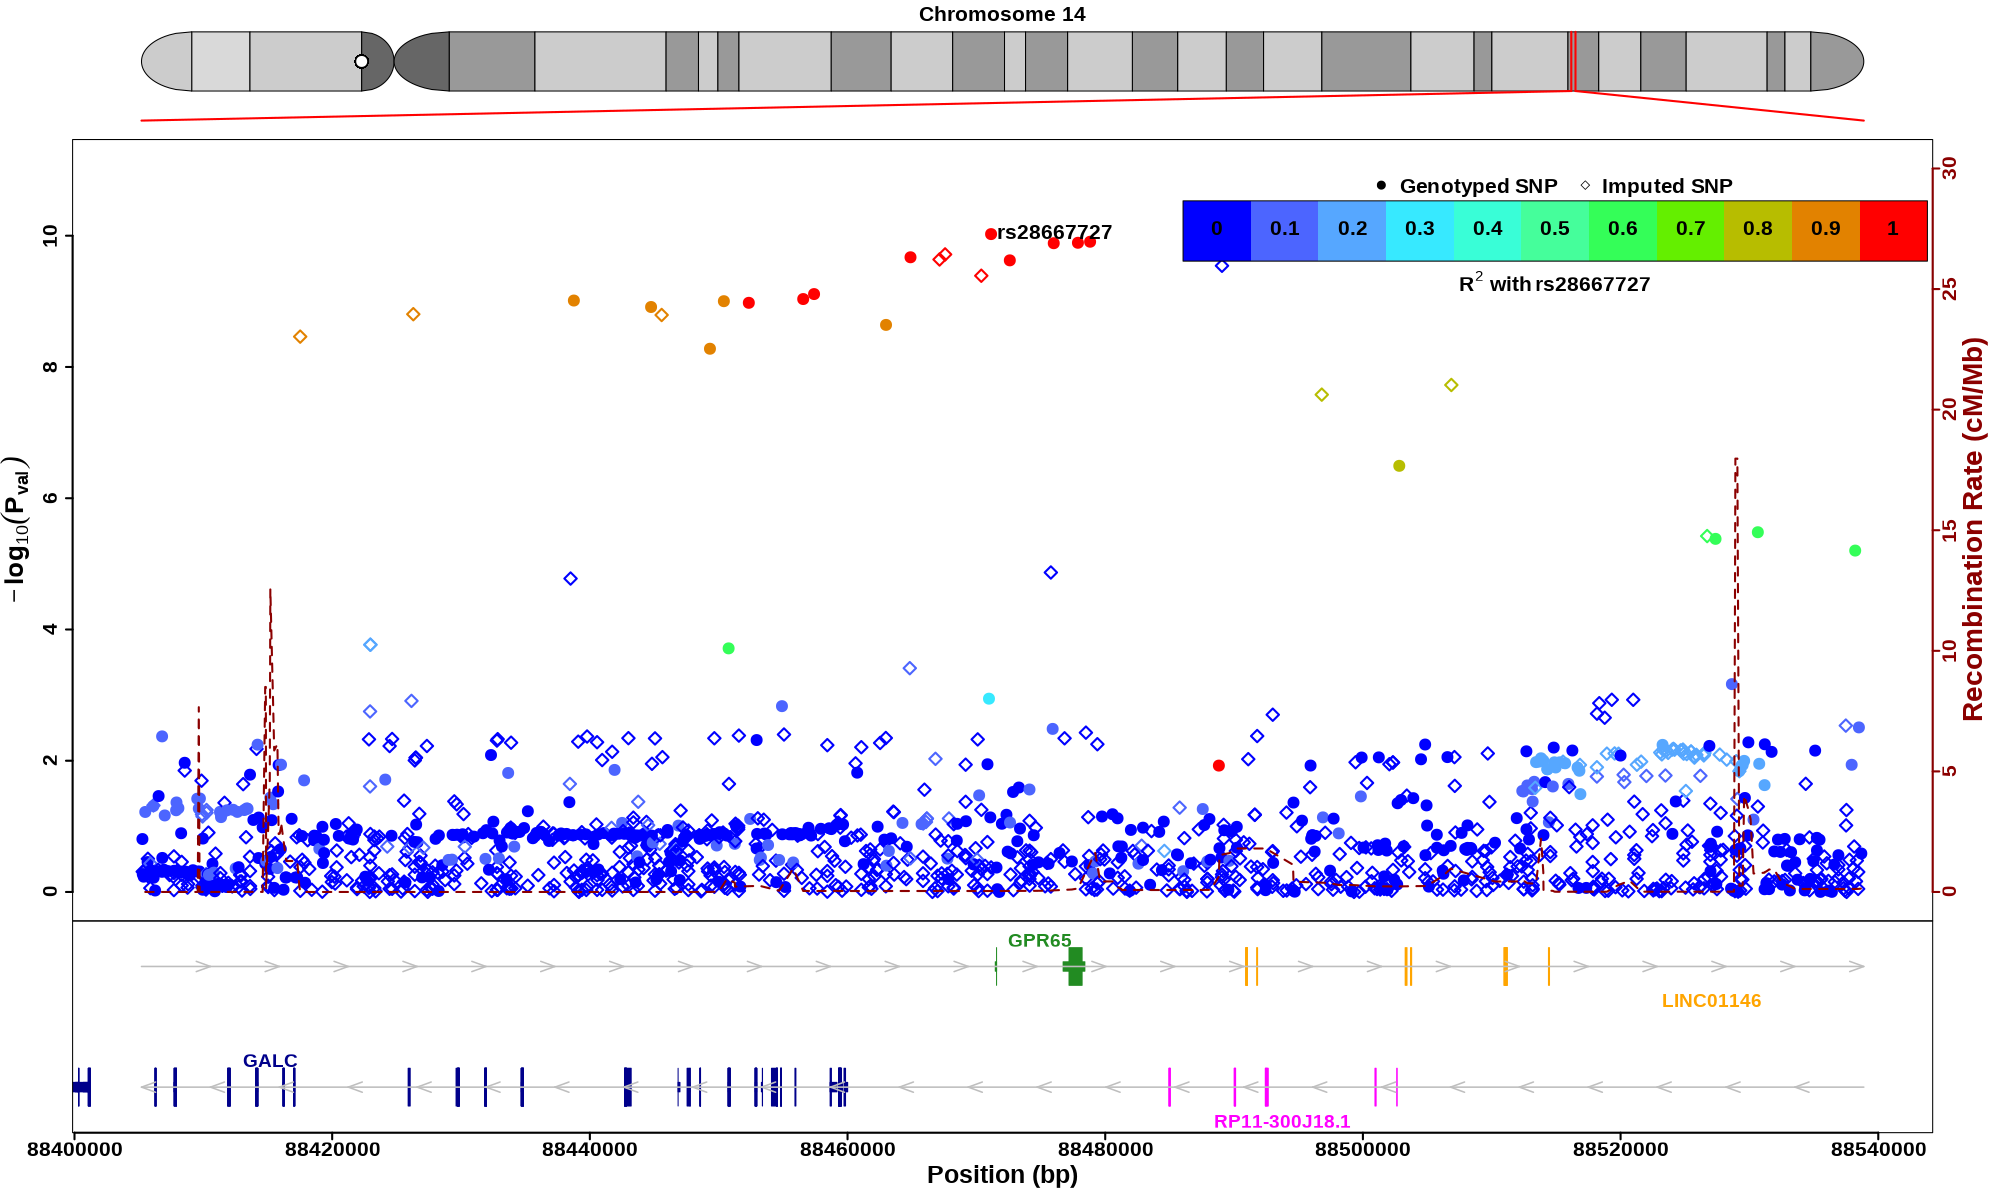 Chromosome 14
Genotyped SNP Imputed SNP
0 0.1 0.2 0.3 0.4 0.5 0.6 0.7 0.8 0.9 1
R² with rs28667727
rs28667727
−log₁₀(Pval)
0 2 4 6 8 10
Recombination Rate (cM/Mb)
0 5 10 15 20 25 30
GPR65
LINC01146
GALC
RP11-300J18.1
88400000 88420000 88440000 88460000 88480000 88500000 88520000 88540000
Position (bp)